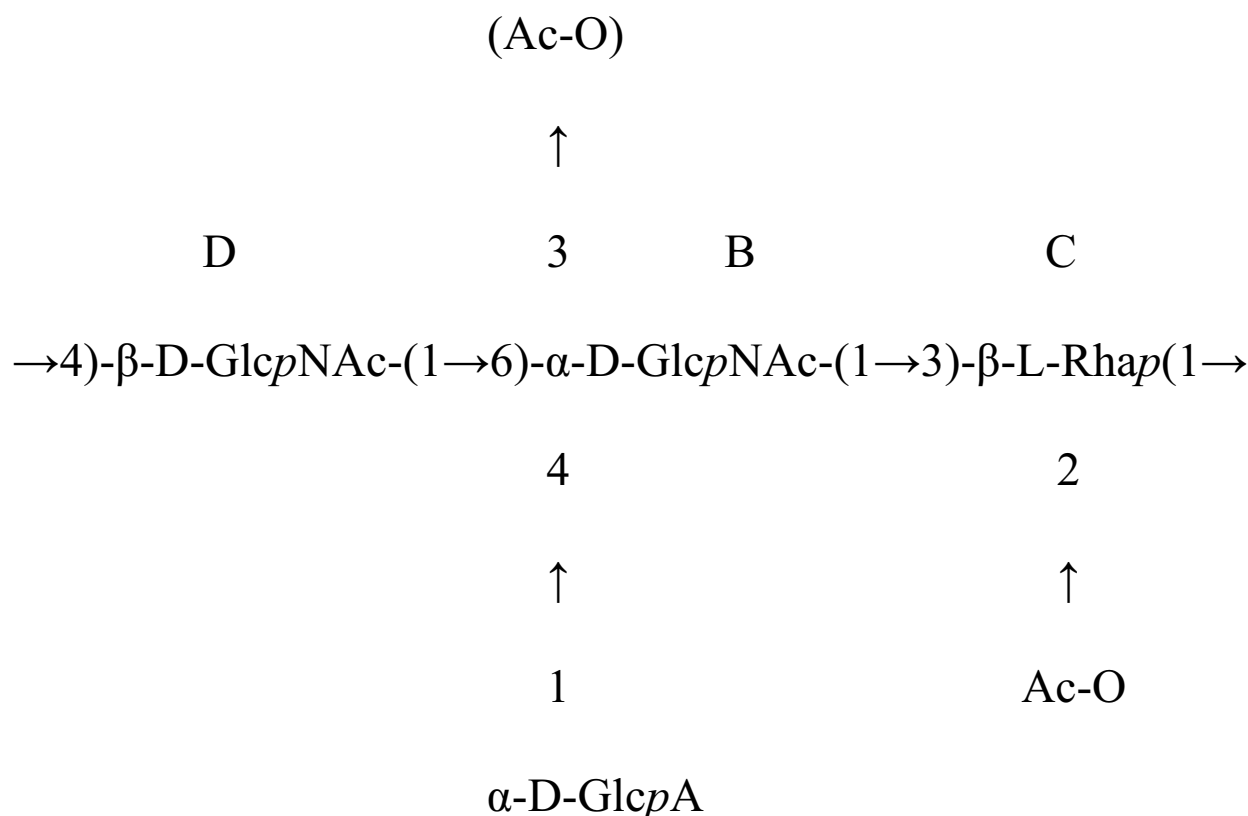 (Ac-O)
↑
D 3 B C
→4)-β-D-GlcpNAc-(1→6)-α-D-GlcpNAc-(1→3)-β-L-Rhap(1→
4 2
↑ ↑
1 Ac-O
α-D-GlcpA